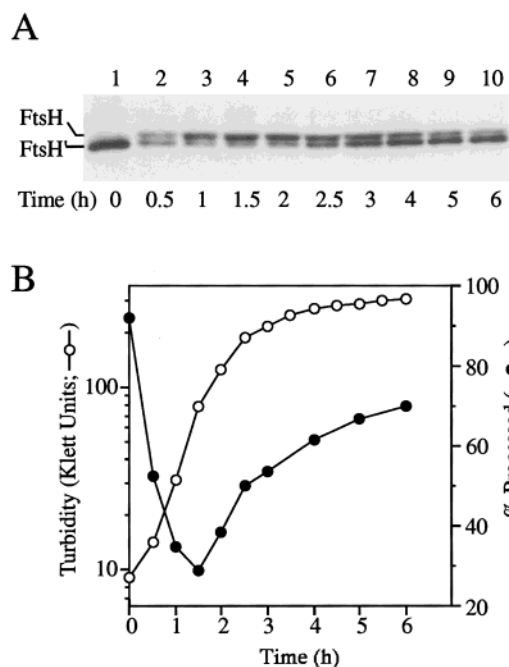 A
1 2 3 4 5 6 7 8 9 10
FtsH
FtsH
Time (h) 0 0.5 1 1.5 2 2.5 3 4 5 6
B
Turbidity (Klett Units; —○—)
100
10
100
80
60
40
20
0 1 2 3 4 5 6
Time (h)